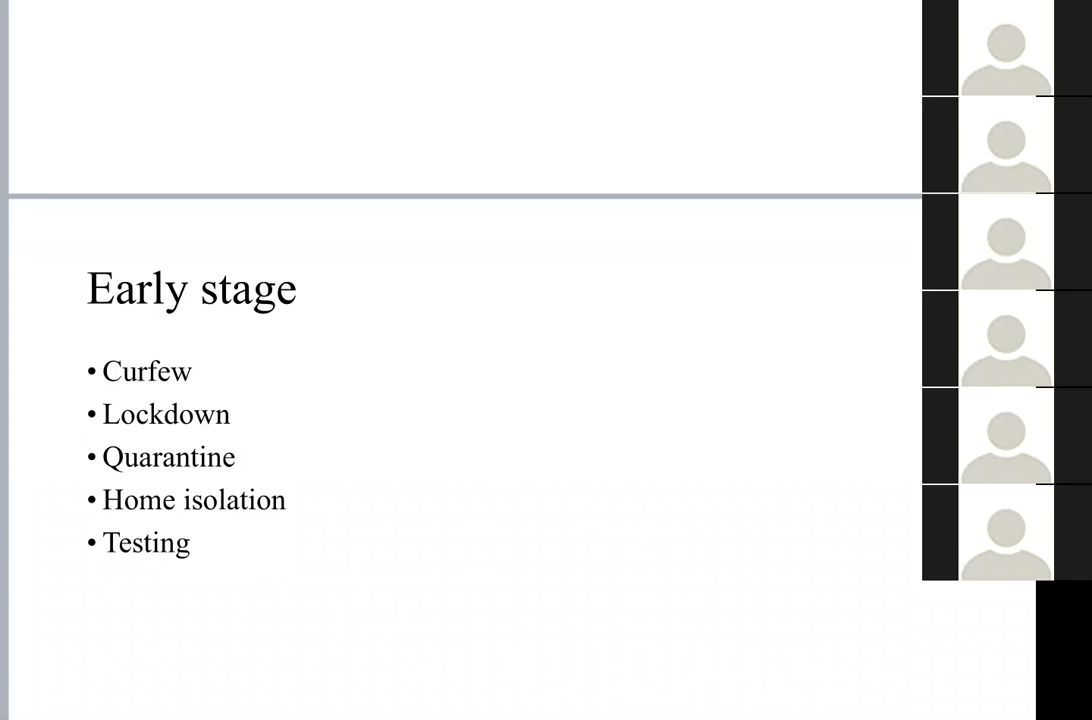 Early stage
• Curfew
• Lockdown
• Quarantine
• Home isolation
• Testing